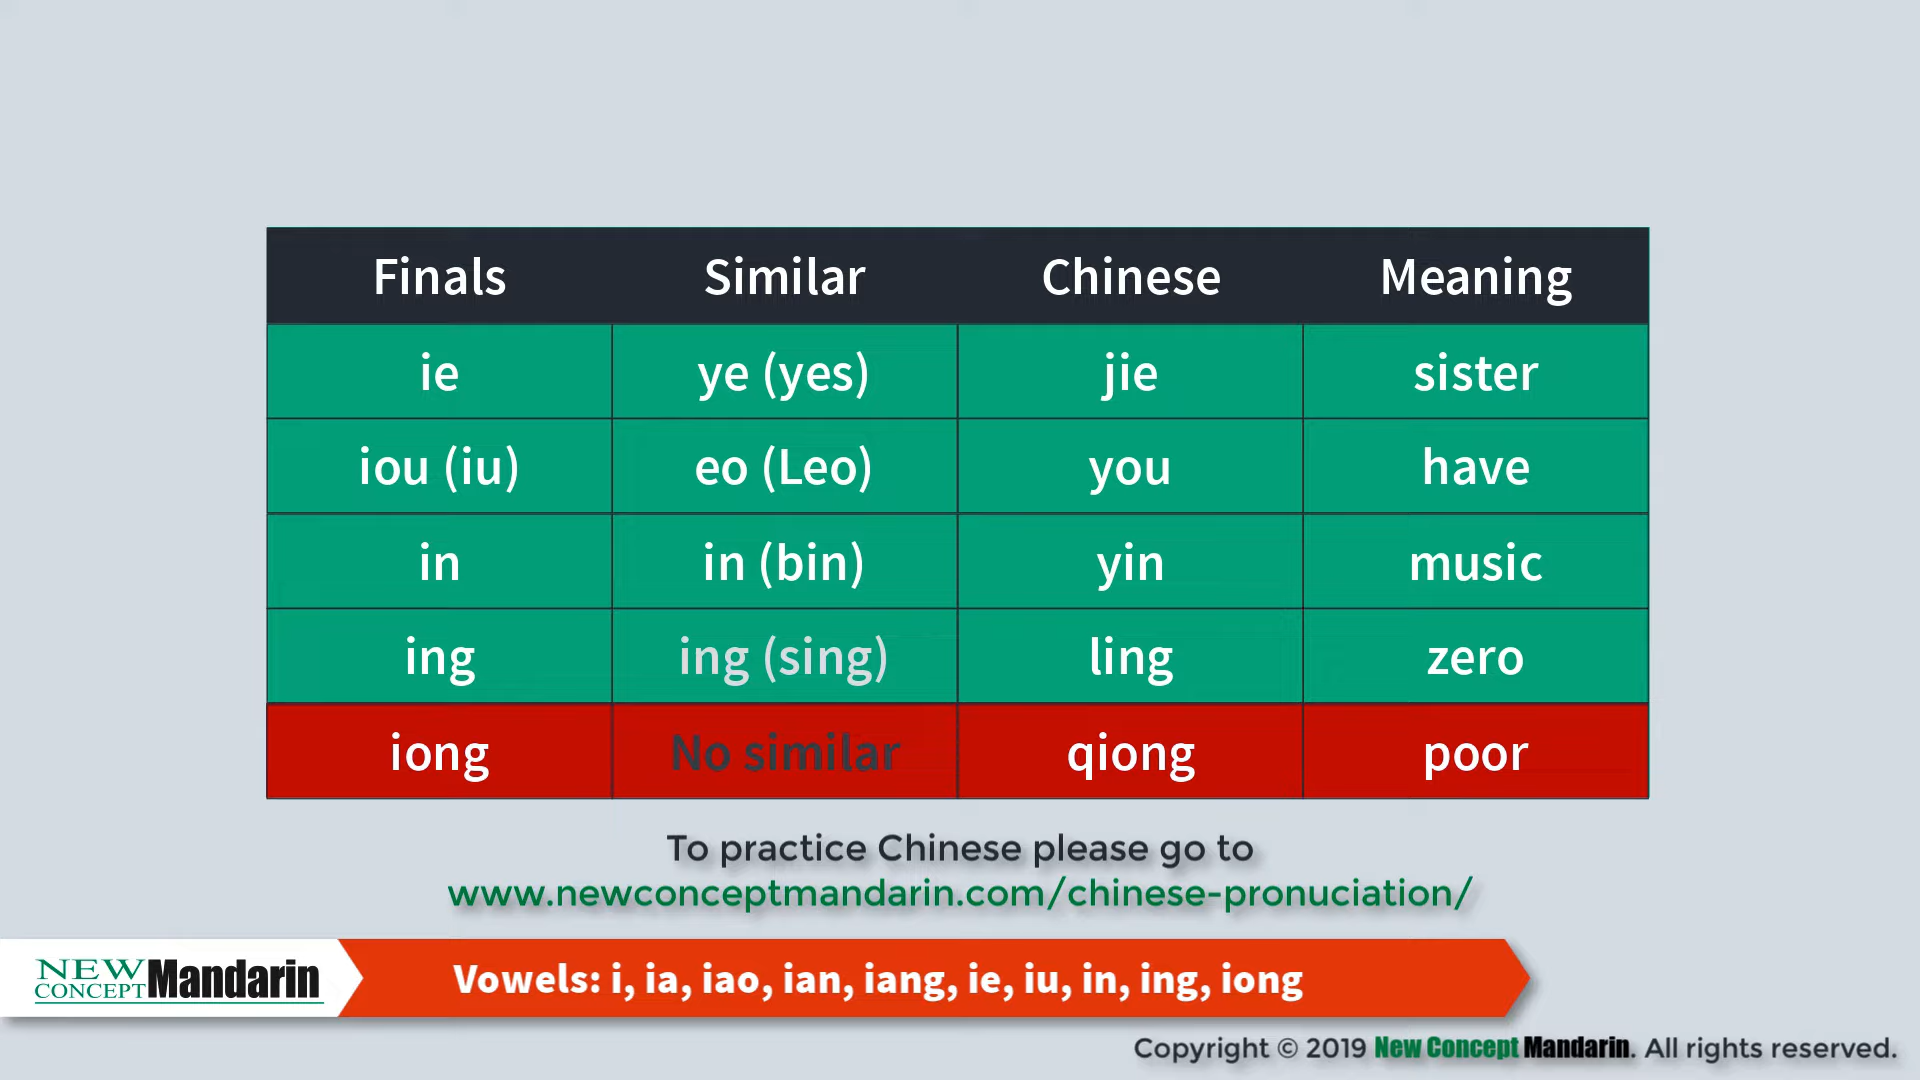 Finals Similar Chinese Meaning
ie ye (yes) jie sister
iou (iu) eo (Leo) you have
in in (bin) yin music
ing ing (sing) ling zero
iong No similar qiong poor
To practice Chinese please go to
www.newconceptmandarin.com/chinese-pronuciation/
NEW CONCEPT Mandarin
Vowels: i, ia, iao, ian, iang, ie, iu, in, ing, iong
Copyright © 2019 New Concept Mandarin. All rights reserved.